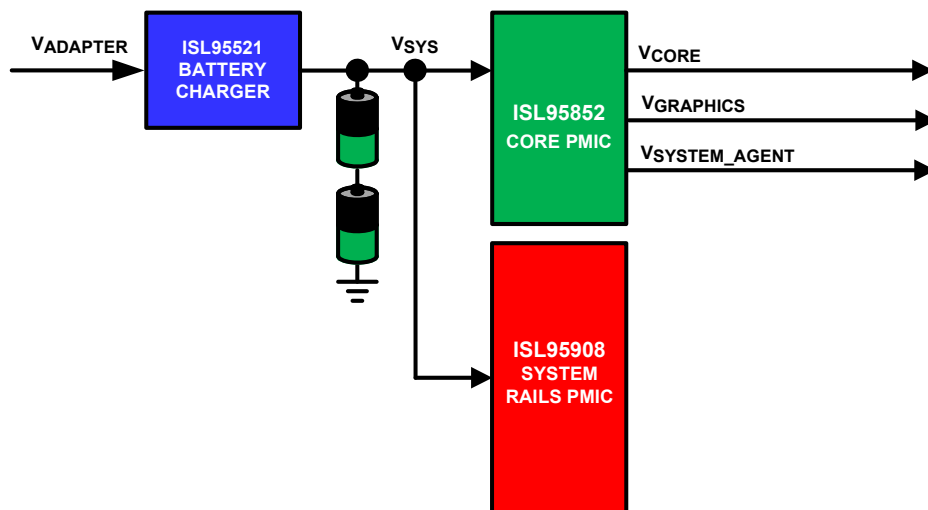 VADAPTER
ISL95521
BATTERY
CHARGER
VSYS
ISL95852
CORE PMIC
VCORE
VGRAPHICS
VSYSTEM_AGENT
ISL95908
SYSTEM
RAILS PMIC